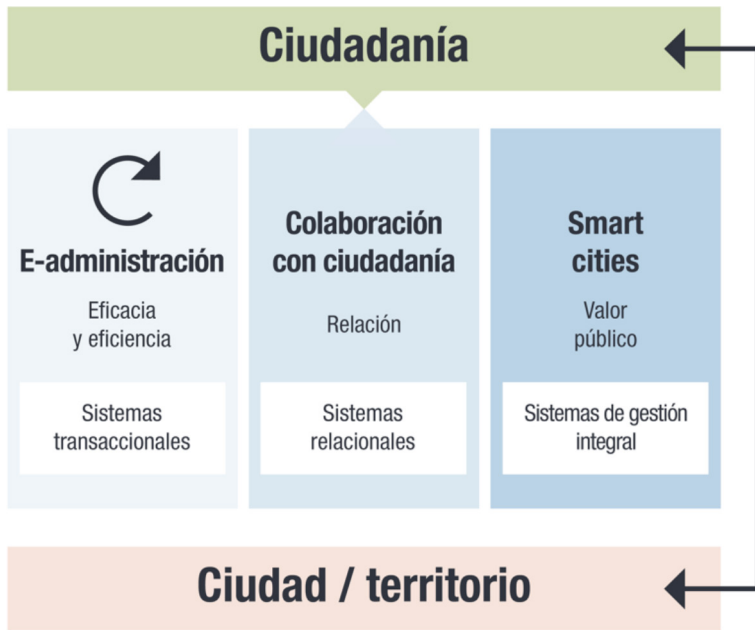 Ciudadanía
E-administración
Eficacia
y eficiencia
Sistemas
transaccionales
Colaboración
con ciudadanía
Relación
Sistemas
relacionales
Smart
cities
Valor
público
Sistemas de gestión
integral
Ciudad / territorio